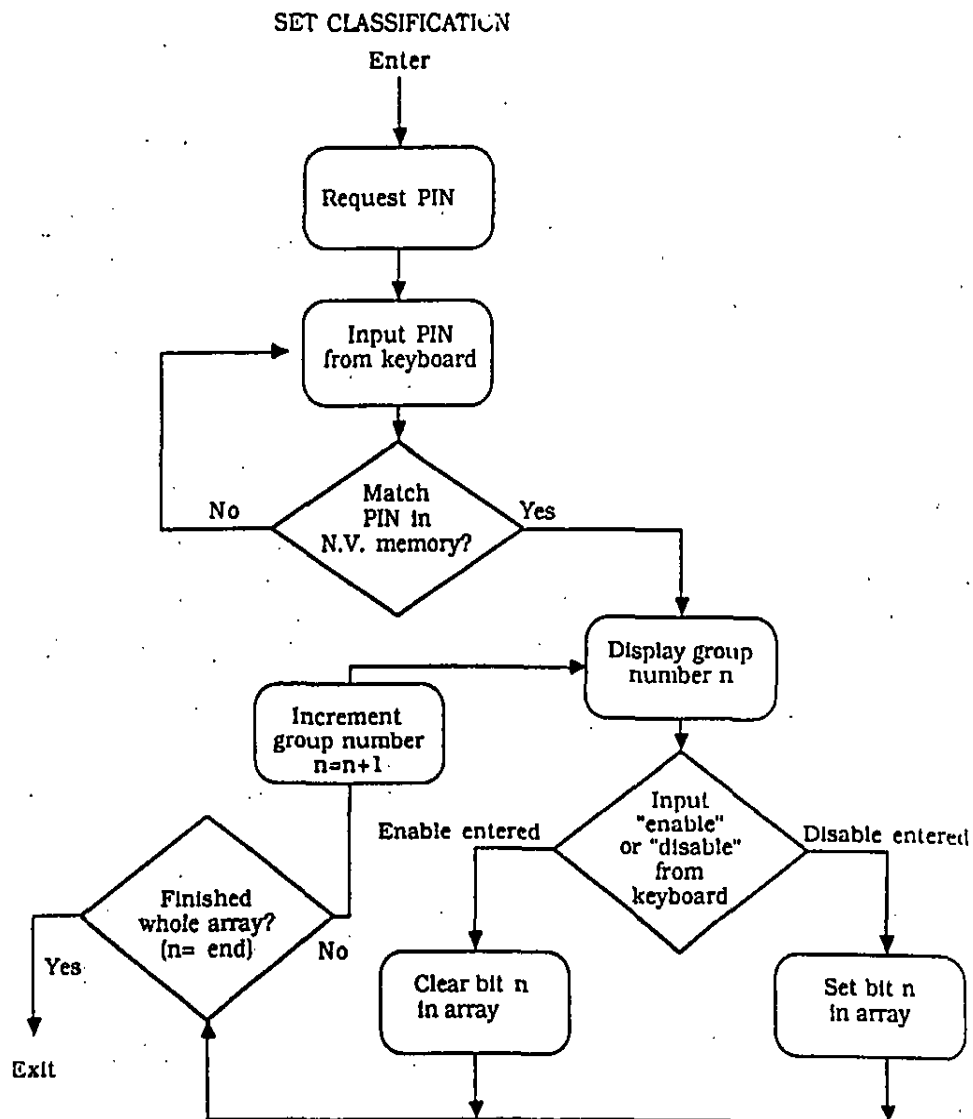 SET CLASSIFICATION
Enter
Request PIN
Input PIN
from keyboard
Match
PIN in
N.V. memory?
No
Yes
Display group
number n
Increment
group number
n=n+1
Input
"enable"
or "disable"
from
keyboard
Enable entered
Disable entered
Finished
whole array?
(n= end)
Yes
No
Clear bit n
in array
Set bit n
in array
Exit